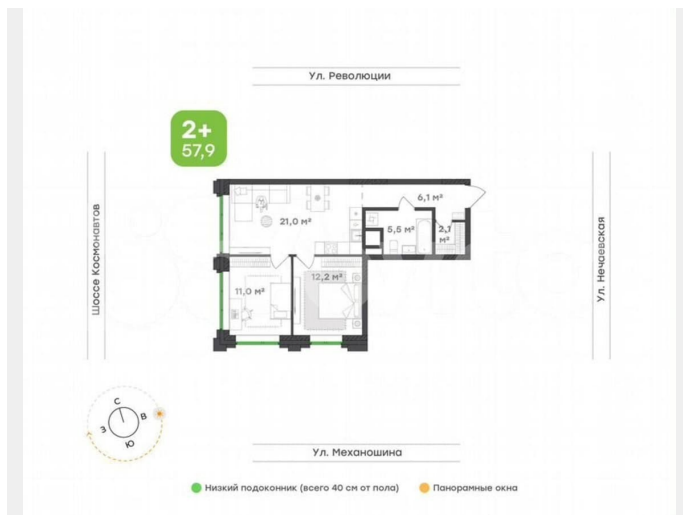 Ул. Революции
2+
57,9
Шоссе Космонавтов
Ул. Нечаевская
6,1 м²
21,0 м²
5,5 м²
2,1
м²
11,0 м²
12,2 м²
С
В
З
Ю
Ул. Механошина
Низкий подоконник (всего 40 см от пола)
Панорамные окна